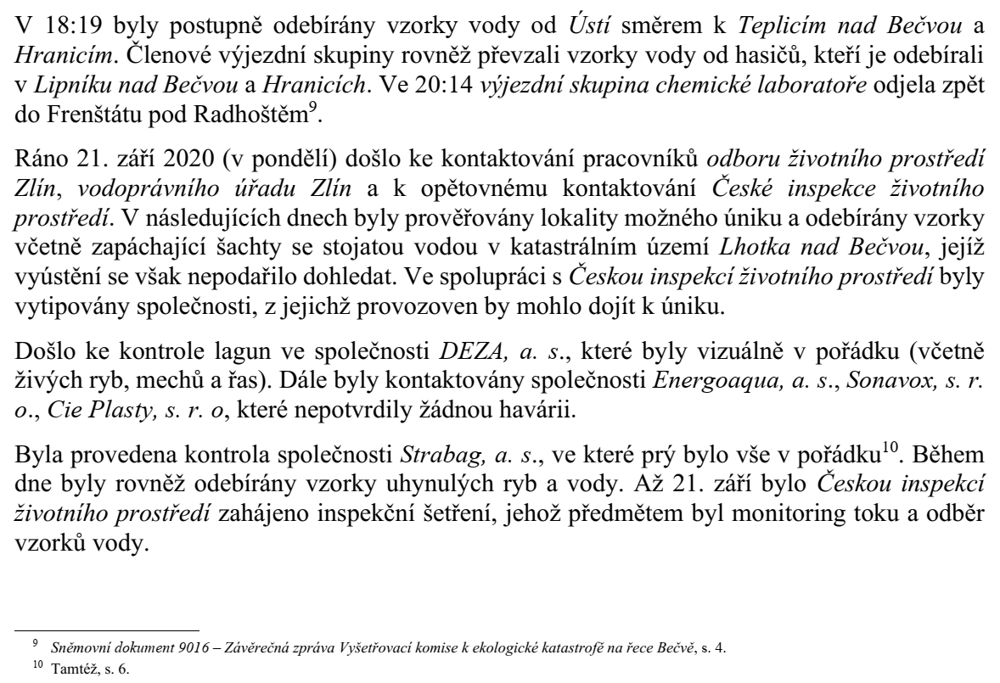 V 18:19 byly postupně odebírány vzorky vody od Ústí směrem k Teplicím nad Bečvou a
Hranicím. Členové výjezdní skupiny rovněž převzali vzorky vody od hasičů, kteří je odebírali
v Lipníku nad Bečvou a Hranicích. Ve 20:14 výjezdní skupina chemické laboratoře odjela zpět
do Frenštátu pod Radhoštěm9.
Ráno 21. září 2020 (v pondělí) došlo ke kontaktování pracovníků odboru životního prostředí
Zlín, vodoprávního úřadu Zlín a k opětovnému kontaktování České inspekce životního
prostředí. V následujících dnech byly prověřovány lokality možného úniku a odebírány vzorky
včetně zapáchající šachty se stojatou vodou v katastrálním území Lhotka nad Bečvou, jejíž
vyústění se však nepodařilo dohledat. Ve spolupráci s Českou inspekcí životního prostředí byly
vytipovány společnosti, z jejichž provozoven by mohlo dojít k úniku.
Došlo ke kontrole lagun ve společnosti DEZA, a. s., které byly vizuálně v pořádku (včetně
živých ryb, mechů a řas). Dále byly kontaktovány společnosti Energoaqua, a. s., Sonavox, s. r.
o., Cie Plasty, s. r. o, které nepotvrdily žádnou havárii.
Byla provedena kontrola společnosti Strabag, a. s., ve které prý bylo vše v pořádku10. Během
dne byly rovněž odebírány vzorky uhynulých ryb a vody. Až 21. září bylo Českou inspekcí
životního prostředí zahájeno inspekční šetření, jehož předmětem byl monitoring toku a odběr
vzorků vody.
9 Sněmovní dokument 9016 – Závěrečná zpráva Vyšetřovací komise k ekologické katastrofě na řece Bečvě, s. 4.
10 Tamtéž, s. 6.